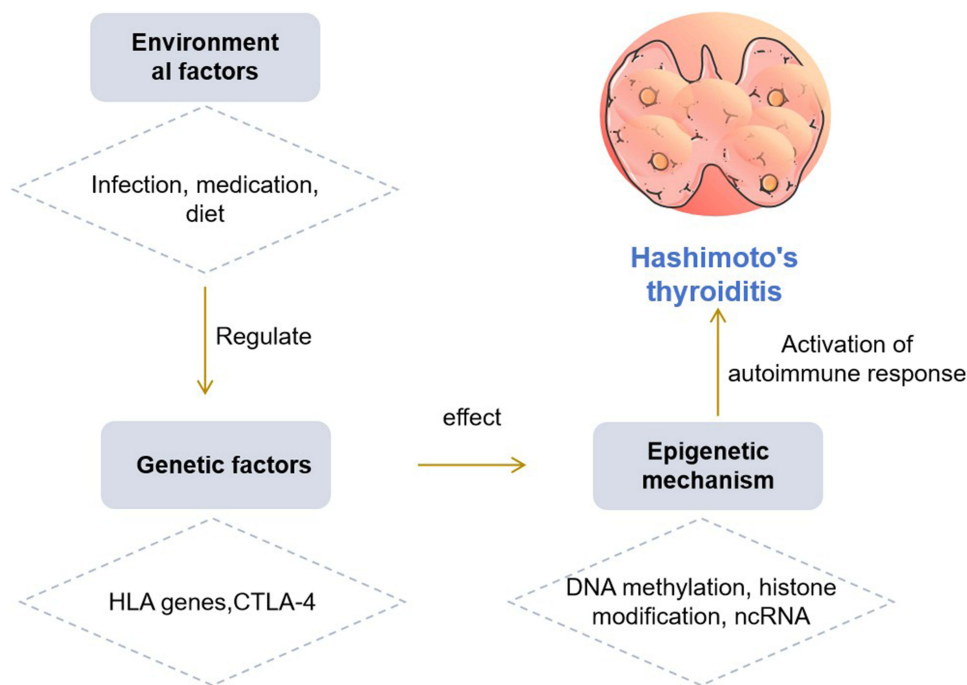 Environment
al factors
Infection, medication,
diet
Regulate
Genetic factors
HLA genes,CTLA-4
effect
Epigenetic
mechanism
DNA methylation, histone
modification, ncRNA
Activation of
autoimmune response
Hashimoto's
thyroiditis